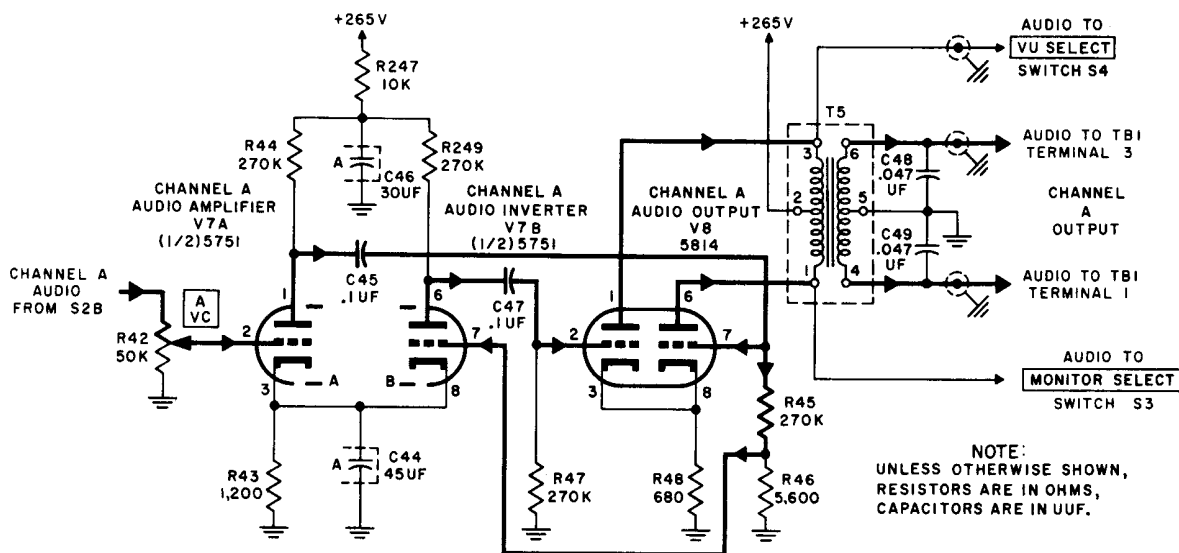 +265V
R247
10K
R44
270K
A
C46
30UF
R249
270K
CHANNEL A
AUDIO AMPLIFIER
V7A
(1/2)5751
CHANNEL A
AUDIO INVERTER
V7B
(1/2)5751
CHANNEL A
AUDIO OUTPUT
V8
5814
+265V
T5
3
6
2
5
1
4
AUDIO TO
VU SELECT
SWITCH S4
C48
.047
UF
AUDIO TO TB1
TERMINAL 3
CHANNEL
A
OUTPUT
C49
.047
UF
AUDIO TO TB1
TERMINAL 1
AUDIO TO
MONITOR SELECT
SWITCH S3
CHANNEL A
AUDIO
FROM S2B
R42
50K
A
VC
1
2
3
A
C45
.1UF
6
7
B
8
C47
.1UF
1
6
2
7
3
8
R43
1,200
A
C44
45UF
R47
270K
R48
680
R45
270K
R46
5,600
NOTE:
UNLESS OTHERWISE SHOWN,
RESISTORS ARE IN OHMS,
CAPACITORS ARE IN UUF.